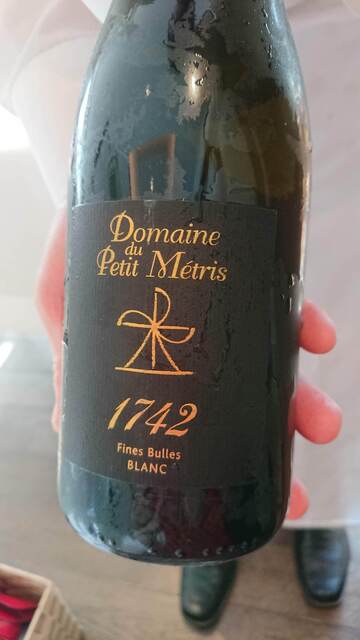 Domaine
du
Petit Métris
1742
Fines Bulles
BLANC